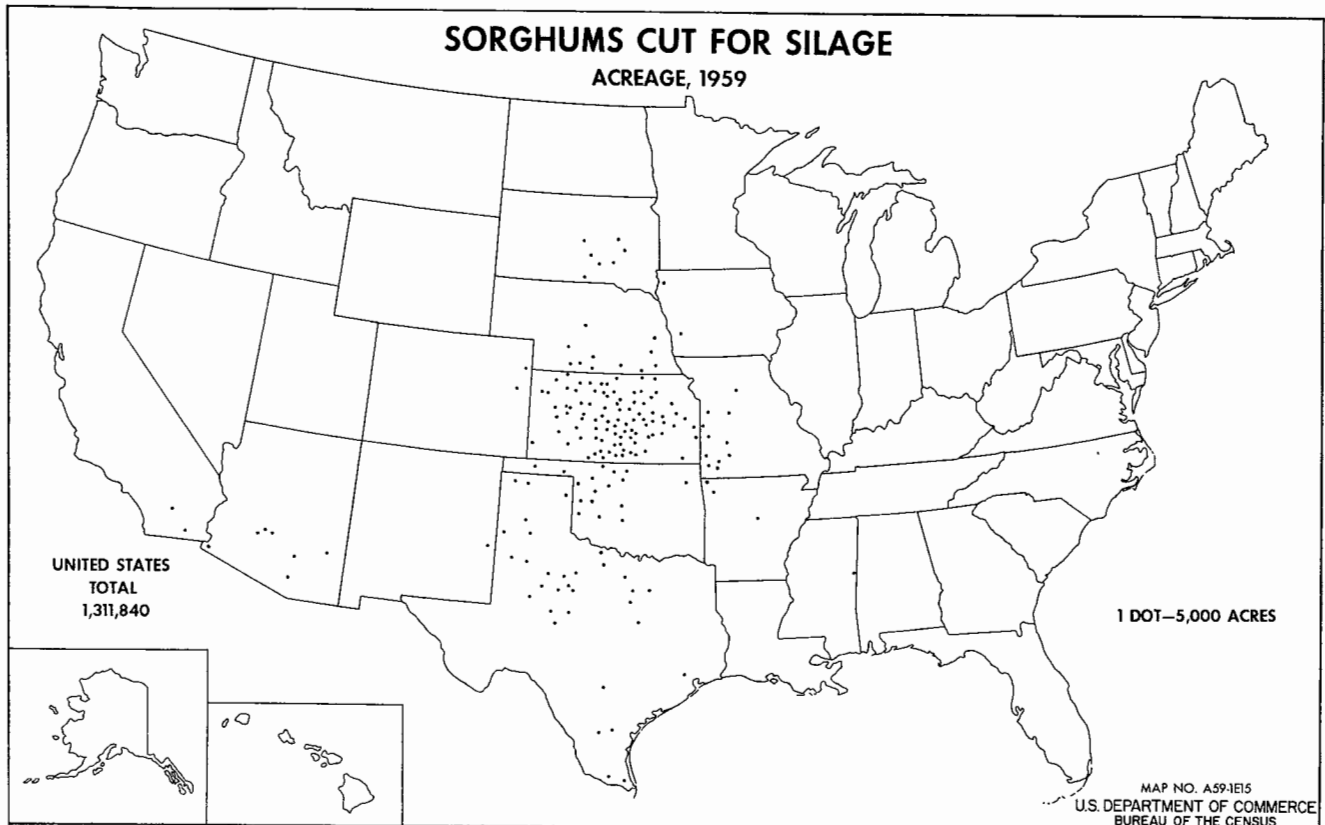 SORGHUMS CUT FOR SILAGE
ACREAGE, 1959
UNITED STATES
TOTAL
1,311,840
1 DOT—5,000 ACRES
MAP NO. A59-1E15
U.S. DEPARTMENT OF COMMERCE
BUREAU OF THE CENSUS